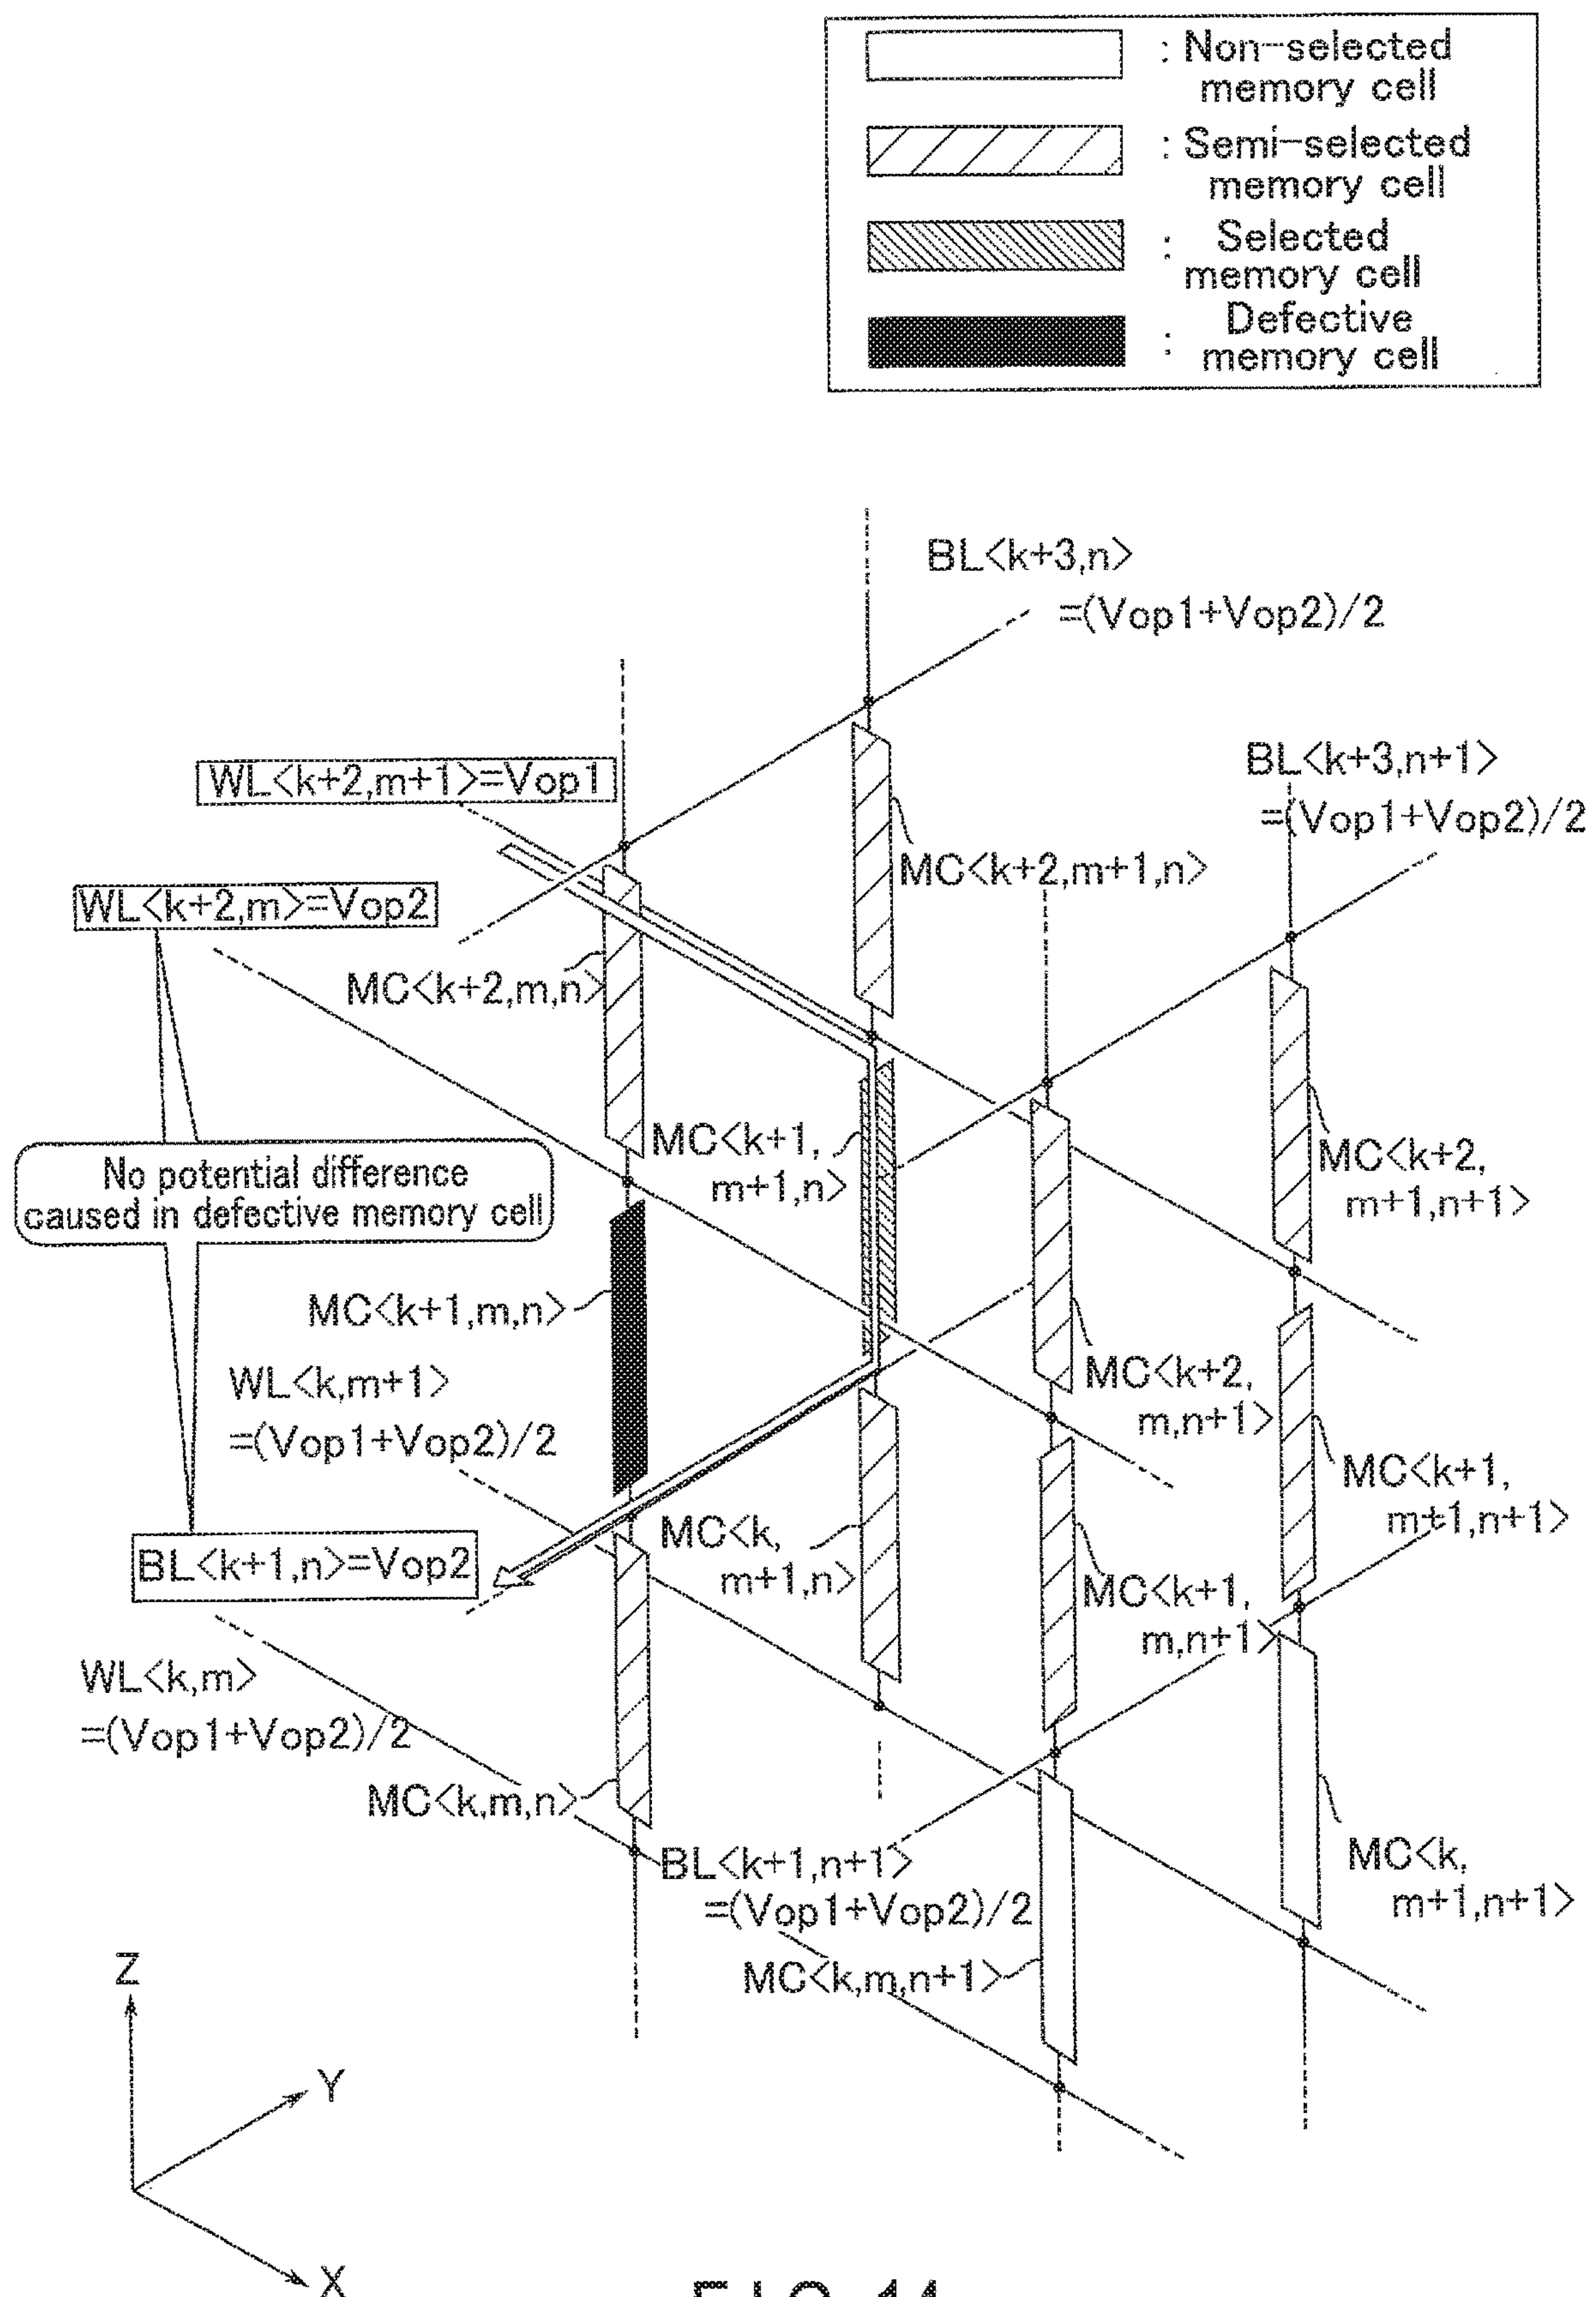 : Non-selected
memory cell
: Semi-selected
memory cell
: Selected
memory cell
: Defective
memory cell
BL<k+3,n>
=(Vop1+Vop2)/2
BL<k+3,n+1>
=(Vop1+Vop2)/2
WL<k+2,m+1>=Vop1
MC<k+2,m+1,n>
WL<k+2,m>=Vop2
MC<k+2,m,n>
MC<k+1,
m+1,n>
MC<k+2,
m+1,n+1>
No potential difference
caused in defective memory cell
MC<k+1,m,n>
WL<k,m+1>
=(Vop1+Vop2)/2
MC<k+2,
m,n+1>
MC<k+1,
m+1,n+1>
MC<k,
m+1,n>
BL<k+1,n>=Vop2
MC<k+1,
m,n+1>
WL<k,m>
=(Vop1+Vop2)/2
MC<k,m,n>
BL<k+1,n+1>
=(Vop1+Vop2)/2
MC<k,
m+1,n+1>
MC<k,m,n+1>
Z
Y
X